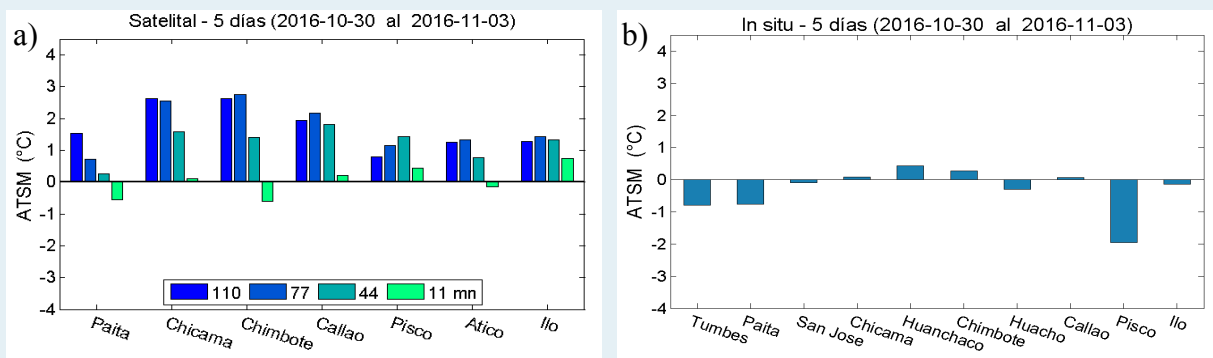 a)
Satelital - 5 días (2016-10-30 al 2016-11-03)
ATSM (°C)
4
3
2
1
0
-1
-2
-3
-4
110 77 44 11 mn
Paita Chicama Chimbote Callao Pisco Atico Ilo
b)
In situ - 5 días (2016-10-30 al 2016-11-03)
ATSM (°C)
4
3
2
1
0
-1
-2
-3
-4
Tumbes Paita San Jose Chicama Huanchaco Chimbote Huacho Callao Pisco Ilo